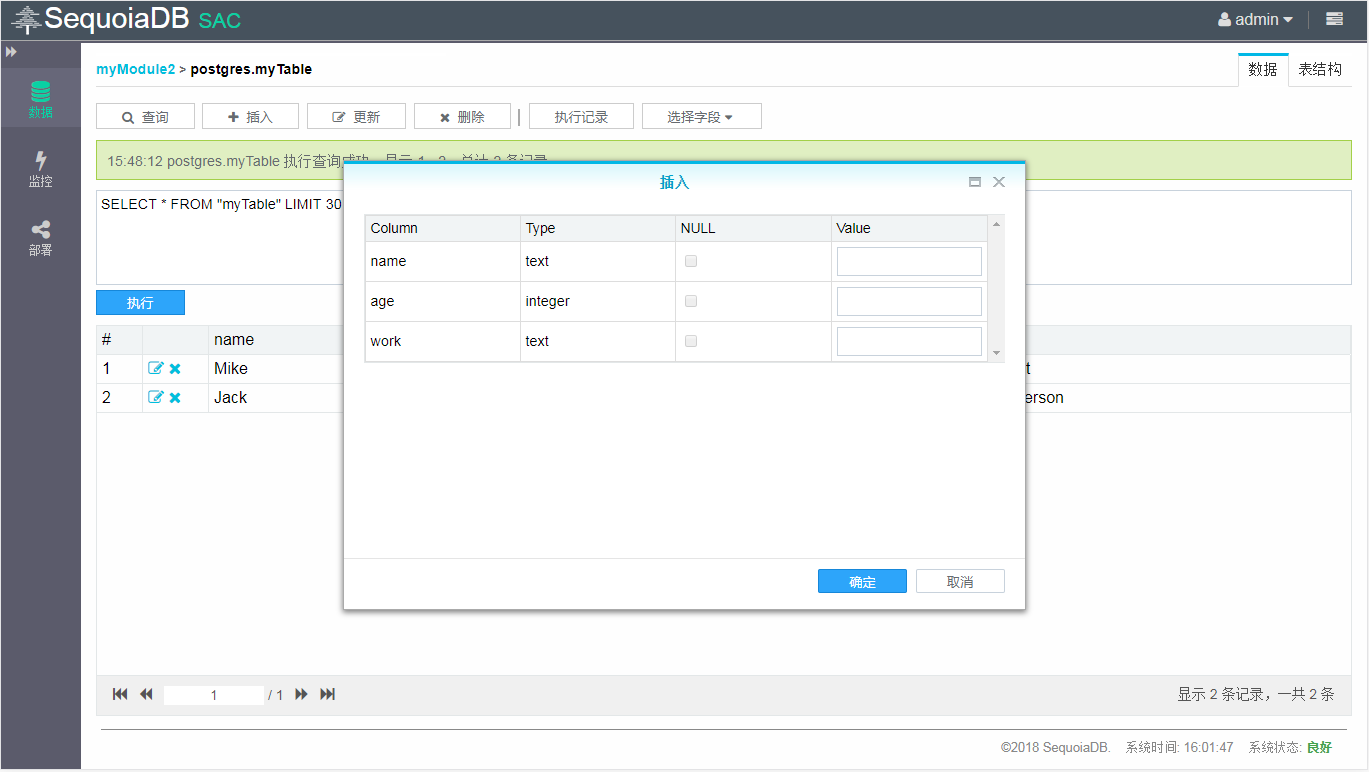 SequoiaDB SAC
admin
myModule2 > postgres.myTable
数据 表结构
数据
监控
部署
查询 插入 更新 删除 | 执行记录 选择字段
15:48:12 postgres.myTable 执行查询成功
SELECT * FROM "myTable" LIMIT 30
执行
# name
1 Mike t
2 Jack erson
插入
Column Type NULL Value
name text
age integer
work text
确定 取消
1 / 1
显示 2 条记录，一共 2 条
©2018 SequoiaDB. 系统时间: 16:01:47 系统状态: 良好